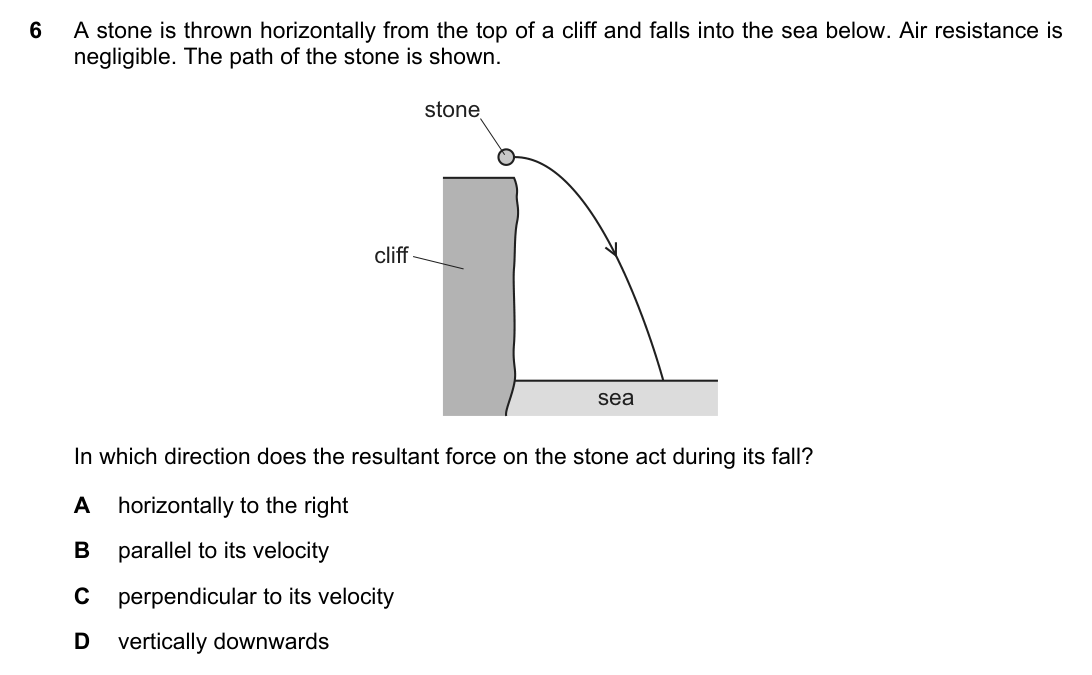 6 A stone is thrown horizontally from the top of a cliff and falls into the sea below. Air resistance is
negligible. The path of the stone is shown.
stone
cliff
sea
In which direction does the resultant force on the stone act during its fall?
A horizontally to the right
B parallel to its velocity
C perpendicular to its velocity
D vertically downwards